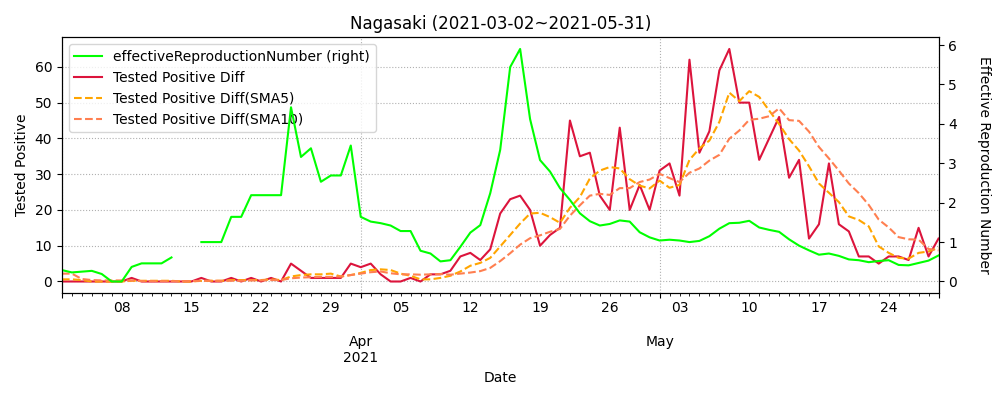 Nagasaki (2021-03-02~2021-05-31)
effectiveReproductionNumber (right)
Tested Positive Diff
Tested Positive Diff(SMA5)
Tested Positive Diff(SMA10)
Tested Positive
60
50
40
30
20
10
0
Effective Reproduction Number
6
5
4
3
2
1
0
08 15 22 29 05 12 19 26 03 10 17 24
Apr May
2021
Date